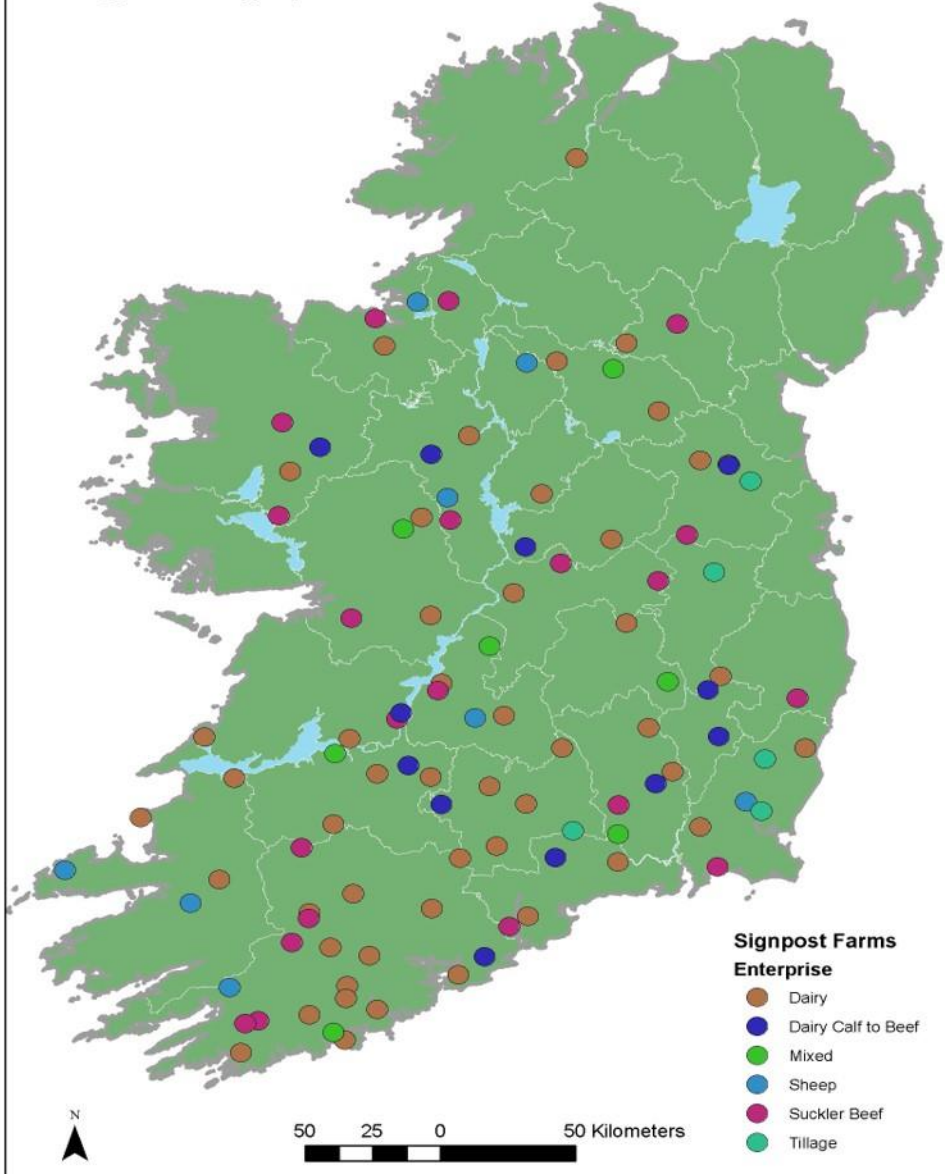 Signpost Farms
Enterprise
Dairy
Dairy Calf to Beef
Mixed
Sheep
Suckler Beef
Tillage
N
50 25 0 50 Kilometers